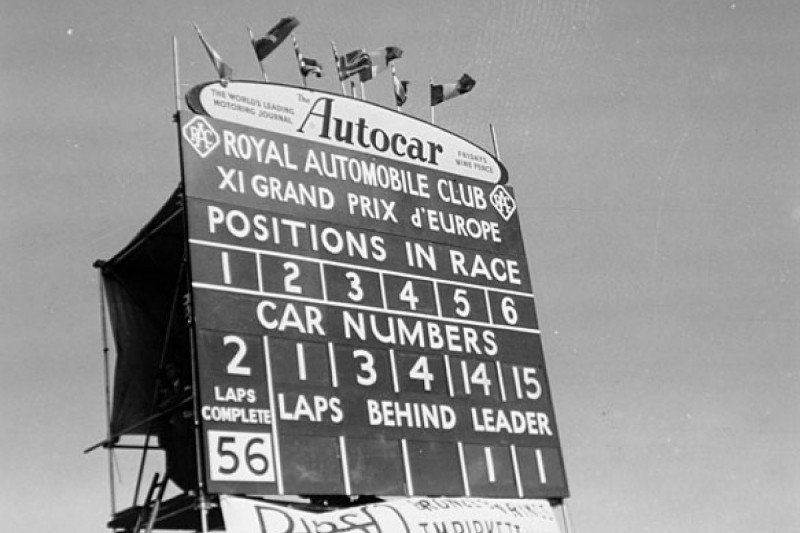 THE WORLD'S LEADING
MOTORING JOURNAL
The Autocar
FRIDAYS
NINE PENCE
RAC
ROYAL AUTOMOBILE CLUB
RAC
XI GRAND PRIX d'EUROPE
POSITIONS IN RACE
1 2 3 4 5 6
CAR NUMBERS
2 1 3 4 14 15
LAPS
COMPLETE
LAPS BEHIND LEADER
56 1 1